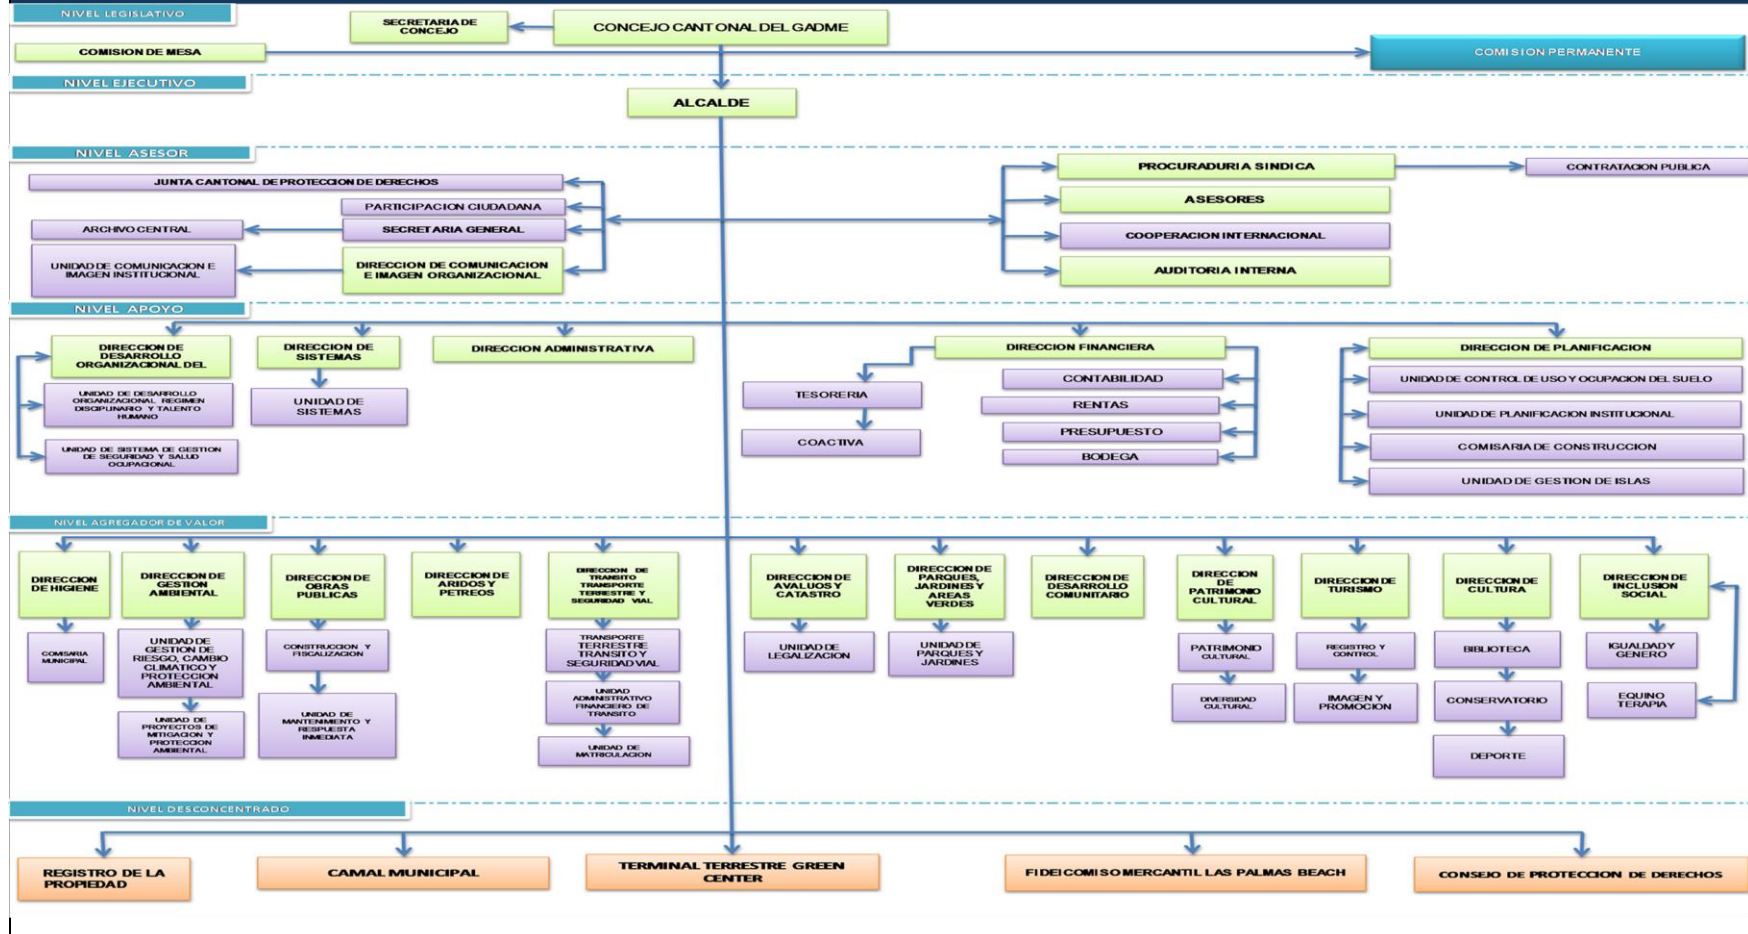 NIVEL LEGISLATIVO
SECRETARIA DE
CONCEJO
CONCEJO CANTONAL DEL GADME
COMISION DE MESA
COMISION PERMANENTE
NIVEL EJECUTIVO
ALCALDE
NIVEL ASESOR
JUNTA CANTONAL DE PROTECCION DE DERECHOS
PARTICIPACION CIUDADANA
ARCHIVO CENTRAL
SECRETARIA GENERAL
UNIDAD DE COMUNICACION E
IMAGEN INSTITUCIONAL
DIRECCION DE COMUNICACION
E IMAGEN ORGANIZACIONAL
PROCURADURIA SINDICA
CONTRATACION PUBLICA
ASESORES
COOPERACION INTERNACIONAL
AUDITORIA INTERNA
NIVEL APOYO
DIRECCION DE
DESARROLLO
ORGANIZACIONAL DEL
UNIDAD DE DESARROLLO
ORGANIZACIONAL REGIMEN
DISCIPLINARIO Y TALENTO
HUMANO
UNIDAD DE SISTEMA DE GESTION
DE SEGURIDAD Y SALUD
OCUPACIONAL
DIRECCION DE
SISTEMAS
UNIDAD DE
SISTEMAS
DIRECCION ADMINISTRATIVA
DIRECCION FINANCIERA
TESORERIA
COACTIVA
CONTABILIDAD
RENTAS
PRESUPUESTO
BODEGA
DIRECCION DE PLANIFICACION
UNIDAD DE CONTROL DE USO Y OCUPACION DEL SUELO
UNIDAD DE PLANIFICACION INSTITUCIONAL
COMISARIA DE CONSTRUCCION
UNIDAD DE GESTION DE ISLAS
NIVEL AGREGADOR DE VALOR
DIRECCION
DE HIGIENE
COMISARIA
MUNICIPAL
DIRECCION DE
GESTION
AMBIENTAL
UNIDAD DE
GESTION DE
RIESGO, CAMBIO
CLIMATICO Y
PROTECCION
AMBIENTAL
UNIDAD DE
PROYECTOS DE
MITIGACION Y
PROTECCION
AMBIENTAL
DIRECCION DE
OBRAS
PUBLICAS
CONSTRUCCION Y
FISCALIZACION
UNIDAD DE
MANTENIMIENTO Y
RESPUESTA
INMEDIATA
DIRECCION DE
ARIDOS Y
PETREOS
DIRECCION DE
TRANSITO
TRANSPORTE
TERRESTRE Y
SEGURIDAD VIAL
TRANSPORTE
TERRESTRE
TRANSITO Y
SEGURIDAD VIAL
UNIDAD
ADMINISTRATIVO
FINANCIERO DE
TRANSITO
UNIDAD DE
MATRICULACION
DIRECCION DE
AVALUOS Y
CATASTRO
UNIDAD DE
LEGALIZACION
DIRECCION DE
PARQUES,
JARDINES Y
AREAS
VERDES
UNIDAD DE
PARQUES Y
JARDINES
DIRECCION DE
DESARROLLO
COMUNITARIO
DIRECCION
DE
PATRIMONIO
CULTURAL
PATRIMONIO
CULTURAL
DIVERSIDAD
CULTURAL
DIRECCION DE
TURISMO
REGISTRO Y
CONTROL
IMAGEN Y
PROMOCION
DIRECCION DE
CULTURA
BIBLIOTECA
CONSERVATORIO
DEPORTE
DIRECCION DE
INCLUSION
SOCIAL
IGUALDAD Y
GENERO
EQUINO
TERAPIA
NIVEL DESCONCENTRADO
REGISTRO DE LA
PROPIEDAD
CAMAL MUNICIPAL
TERMINAL TERRESTRE GREEN
CENTER
FIDEICOMISO MERCANTIL LAS PALMAS BEACH
CONSEJO DE PROTECCION DE DERECHOS